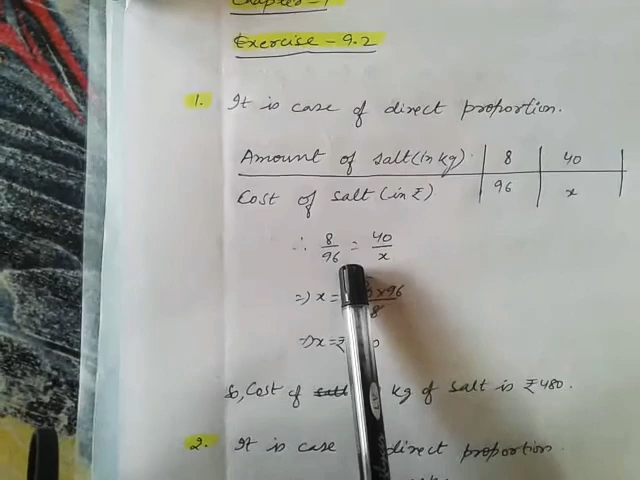 Exercise - 9.2
1. It is case of direct proportion.
Amount of salt (in kg) 8 40
Cost of salt (in ₹) 96 x
∴ 8/96 = 40/x
=> x = x 96 / 8
=> x = ₹
So, Cost of kg of salt is ₹480.
2. It is case direct proportion.